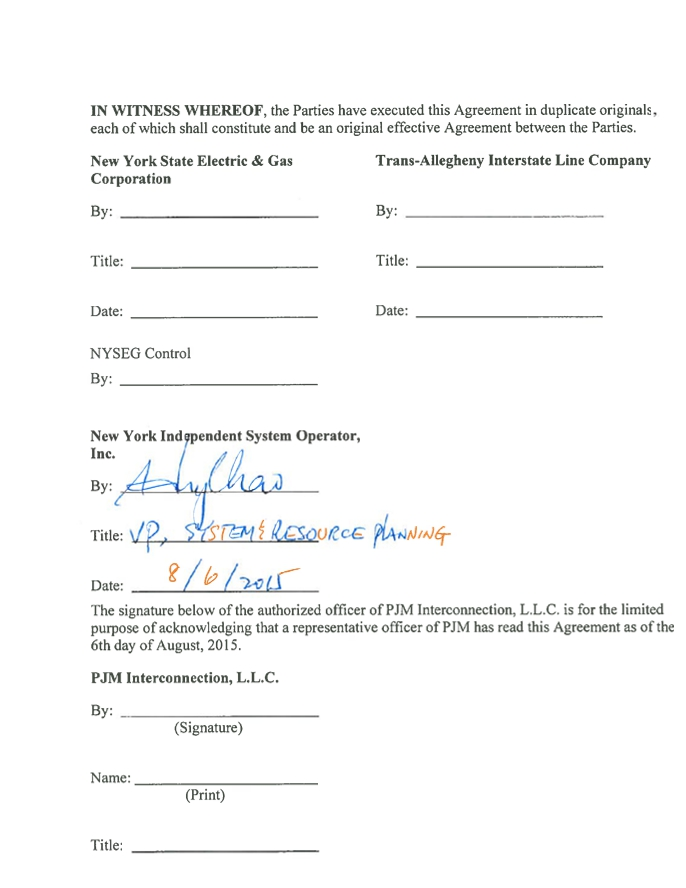 IN WITNESS WHEREOF, the Parties have executed this Agreement in duplicate originals,
each of which shall constitute and be an original effective Agreement between the Parties.
New York State Electric & Gas
Corporation
Trans-Allegheny Interstate Line Company
By:
By:
Title:
Title:
Date:
Date:
NYSEG Control
By:
New York Independent System Operator,
Inc.
By:
Title: VP, SYSTEM & RESOURCE PLANNING
Date: 8/6/2015
The signature below of the authorized officer of PJM Interconnection, L.L.C. is for the limited
purpose of acknowledging that a representative officer of PJM has read this Agreement as of the
6th day of August, 2015.
PJM Interconnection, L.L.C.
By:
(Signature)
Name:
(Print)
Title: